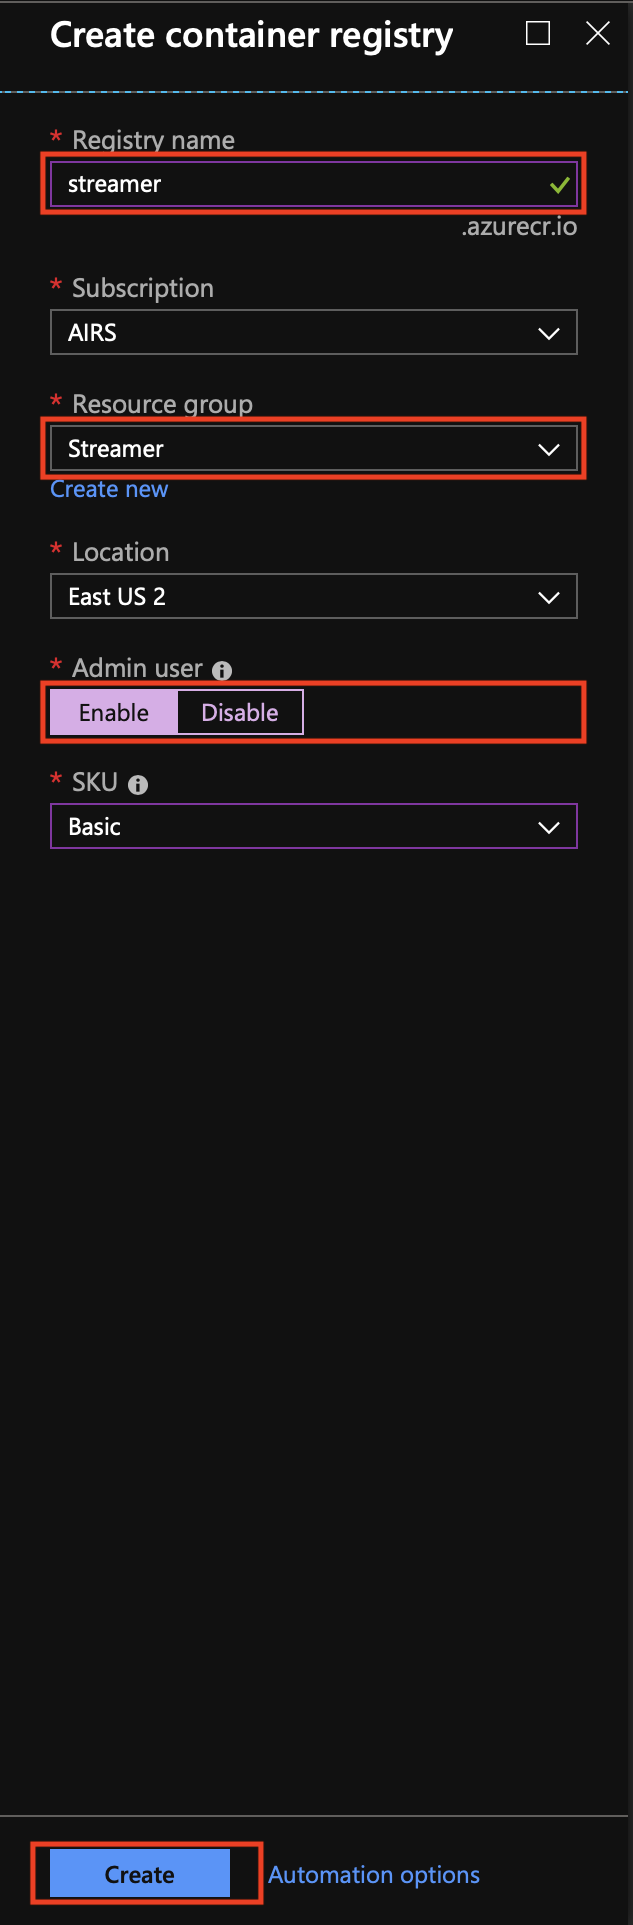 Create container registry
* Registry name
streamer
.azurecr.io
* Subscription
AIRS
* Resource group
Streamer
Create new
* Location
East US 2
* Admin user
Enable Disable
* SKU
Basic
Create Automation options